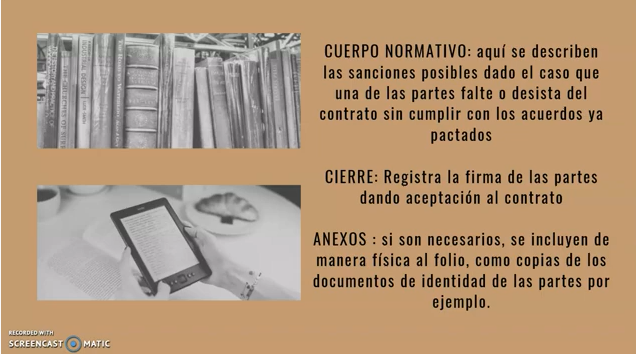 CUERPO NORMATIVO: aquí se describen
las sanciones posibles dado el caso que
una de las partes falte o desista del
contrato sin cumplir con los acuerdos ya
pactados
CIERRE: Registra la firma de las partes
dando aceptación al contrato
ANEXOS : si son necesarios, se incluyen de
manera física al folio, como copias de los
documentos de identidad de las partes por
ejemplo.
RECORDED WITH
SCREENCAST MATIC